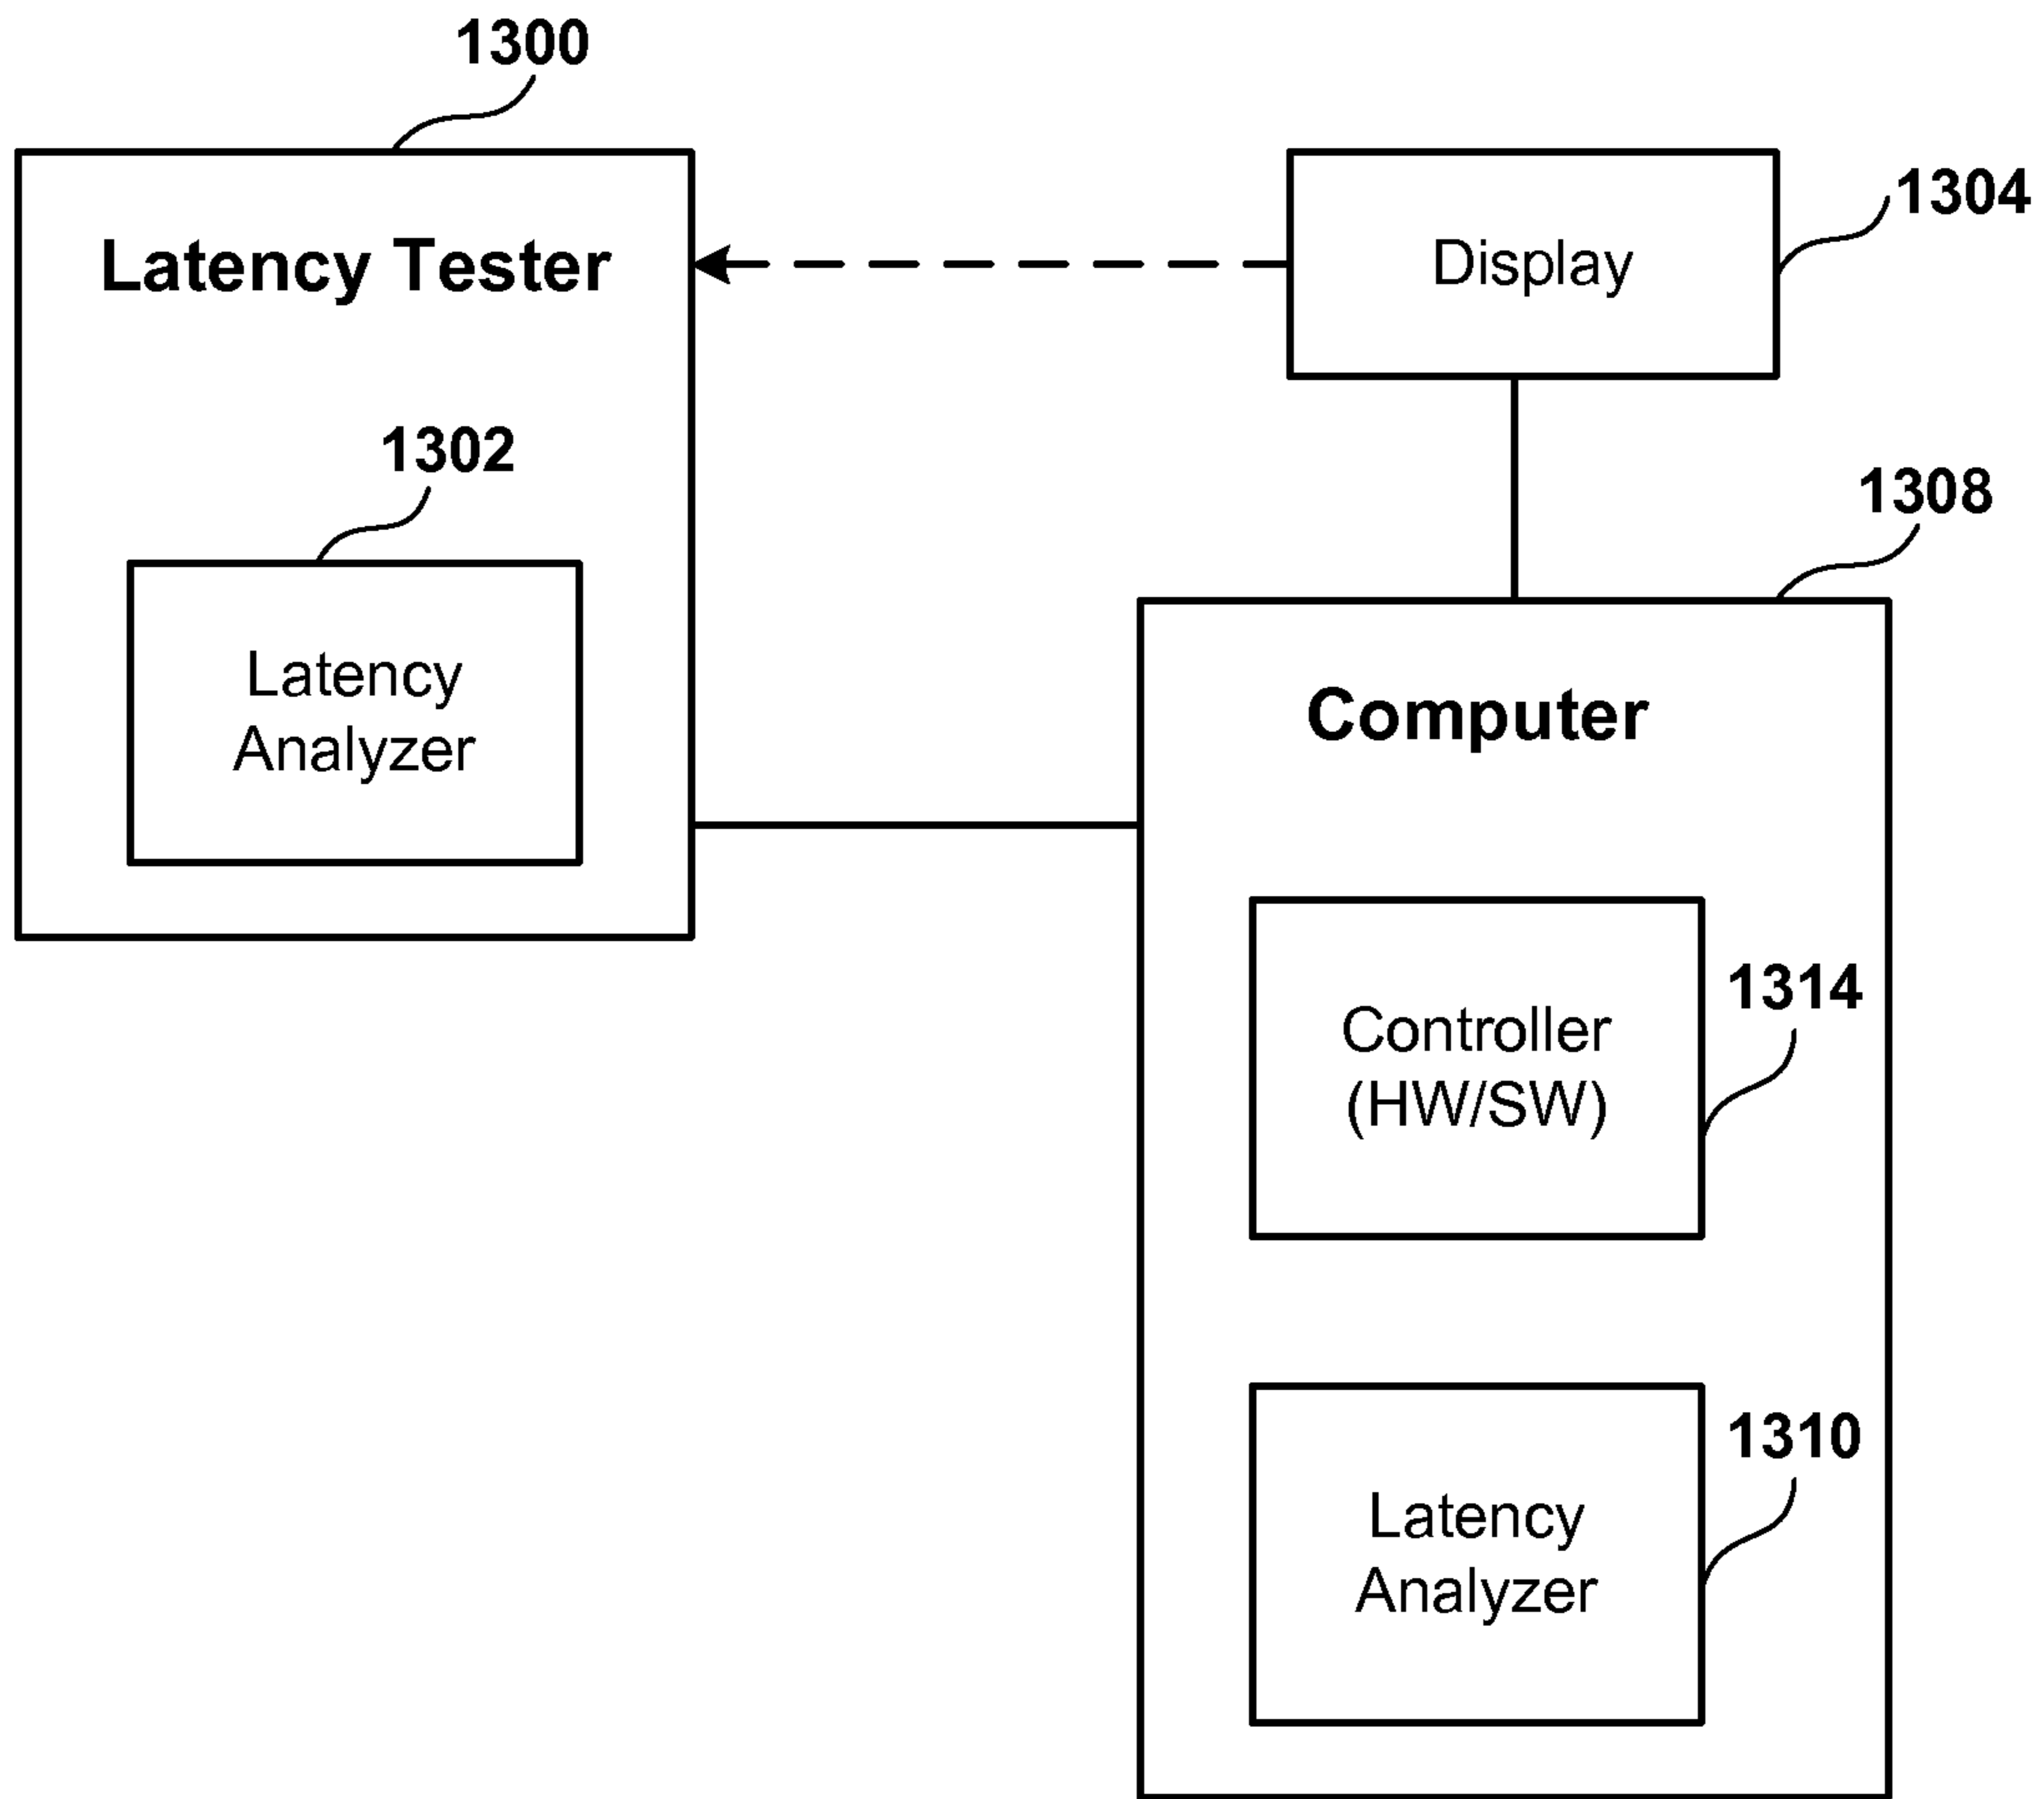 1300
Latency Tester
1302
Latency
Analyzer
Display
1304
1308
Computer
Controller
(HW/SW)
1314
Latency
Analyzer
1310